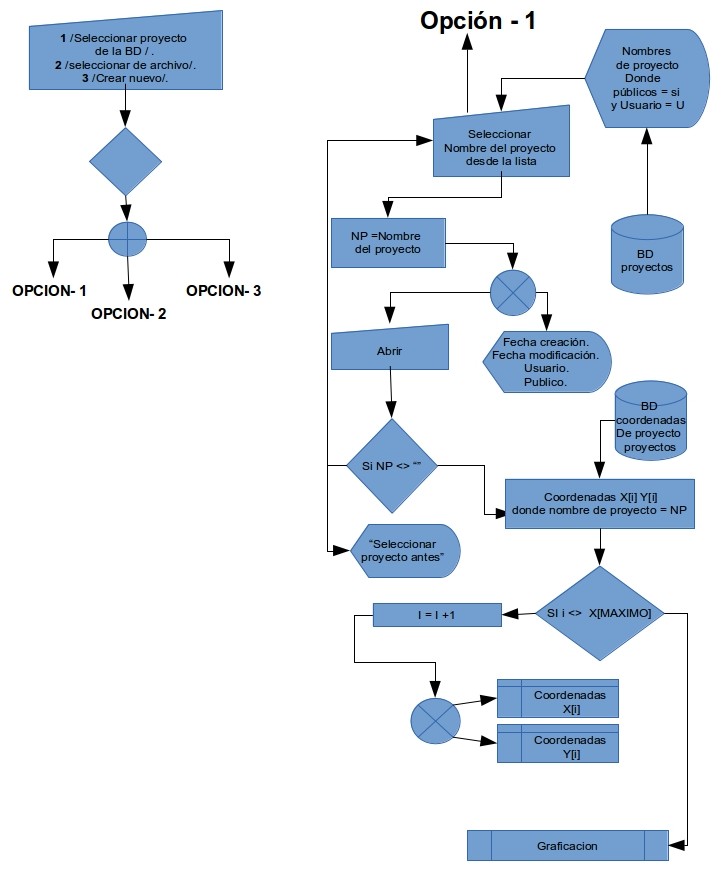 1 /Seleccionar proyecto
de la BD / .
2 /seleccionar de archivo/.
3 /Crear nuevo/.
OPCION- 1
OPCION- 2
OPCION- 3
Opción - 1
Nombres
de proyecto
Donde
públicos = si
y Usuario = U
Seleccionar
Nombre del proyecto
desde la lista
BD
proyectos
NP =Nombre
del proyecto
Abrir
Fecha creación.
Fecha modificación.
Usuario.
Publico.
BD
coordenadas
De proyecto
proyectos
Si NP <> “”
Coordenadas X[i] Y[i]
donde nombre de proyecto = NP
“Seleccionar
proyecto antes”
SI i <> X[MAXIMO]
I = I +1
Coordenadas
X[i]
Coordenadas
Y[i]
Graficacion